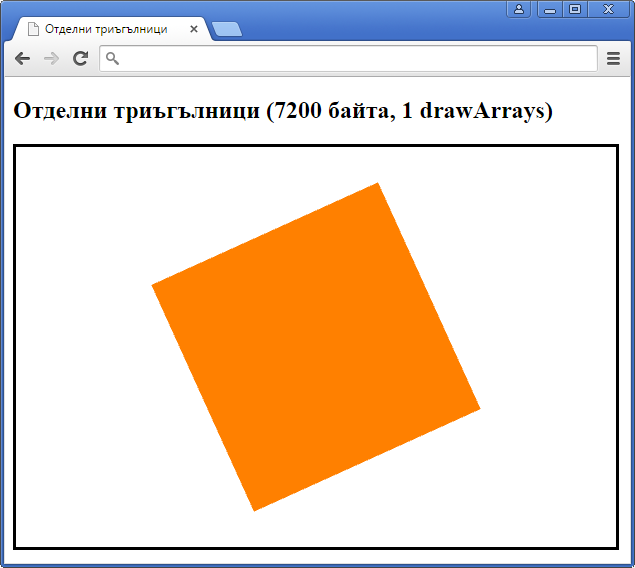 Отделни триъгълници
Отделни триъгълници (7200 байта, 1 drawArrays)